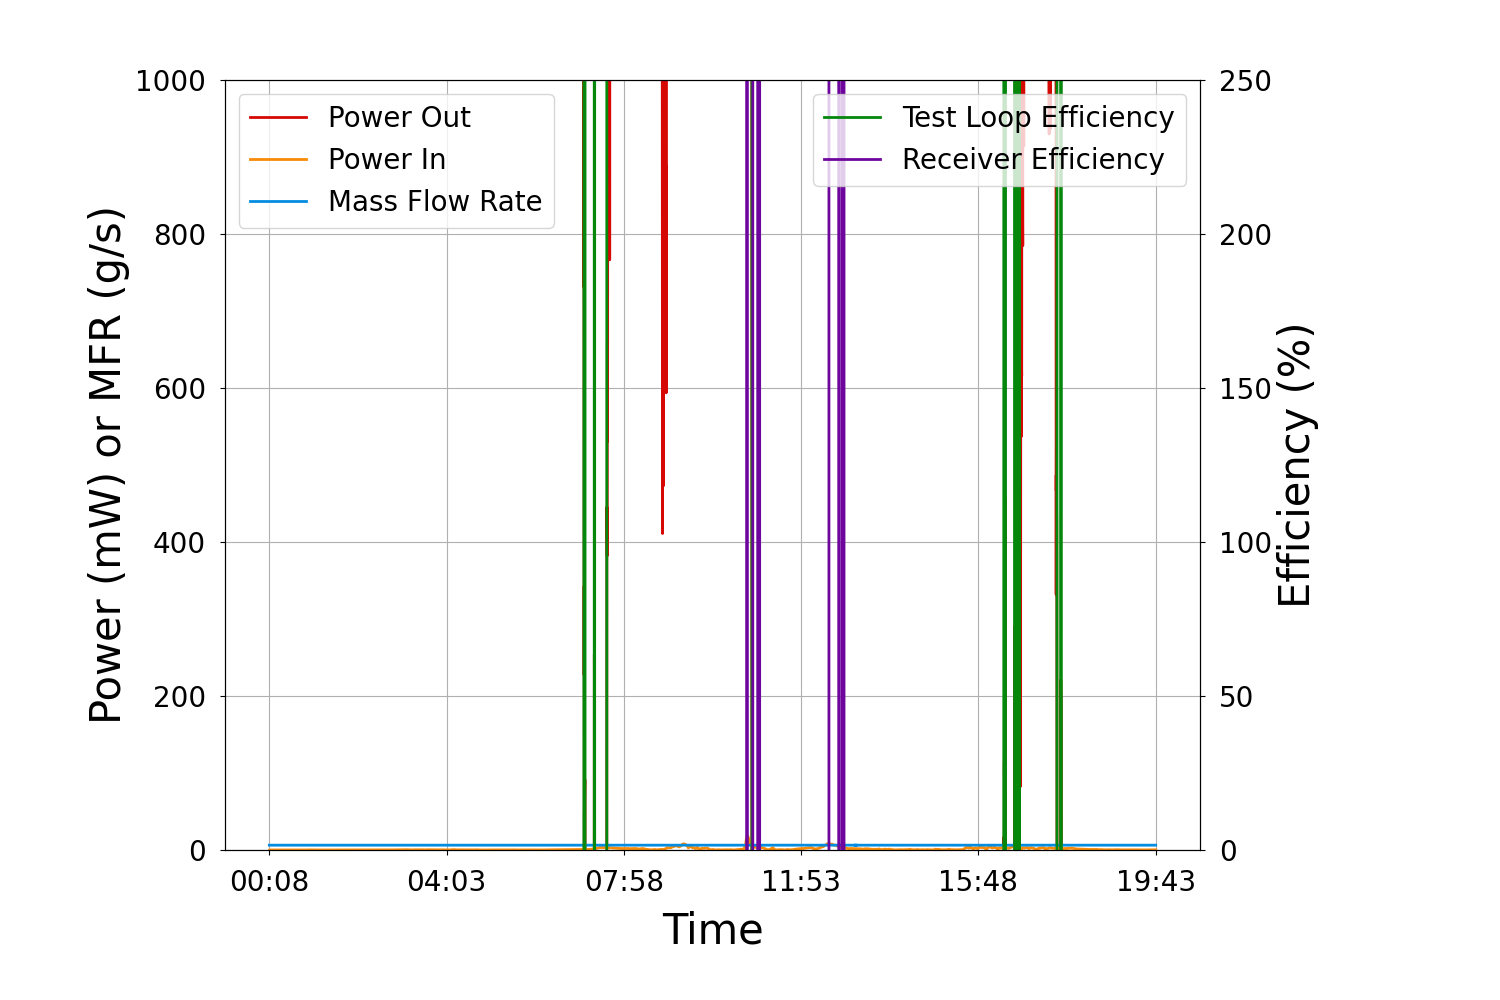 1000
800
600
400
200
0
Power (mW) or MFR (g/s)
Power Out
Power In
Mass Flow Rate
Test Loop Efficiency
Receiver Efficiency
250
200
150
100
50
0
Efficiency (%)
00:08 04:03 07:58 11:53 15:48 19:43
Time